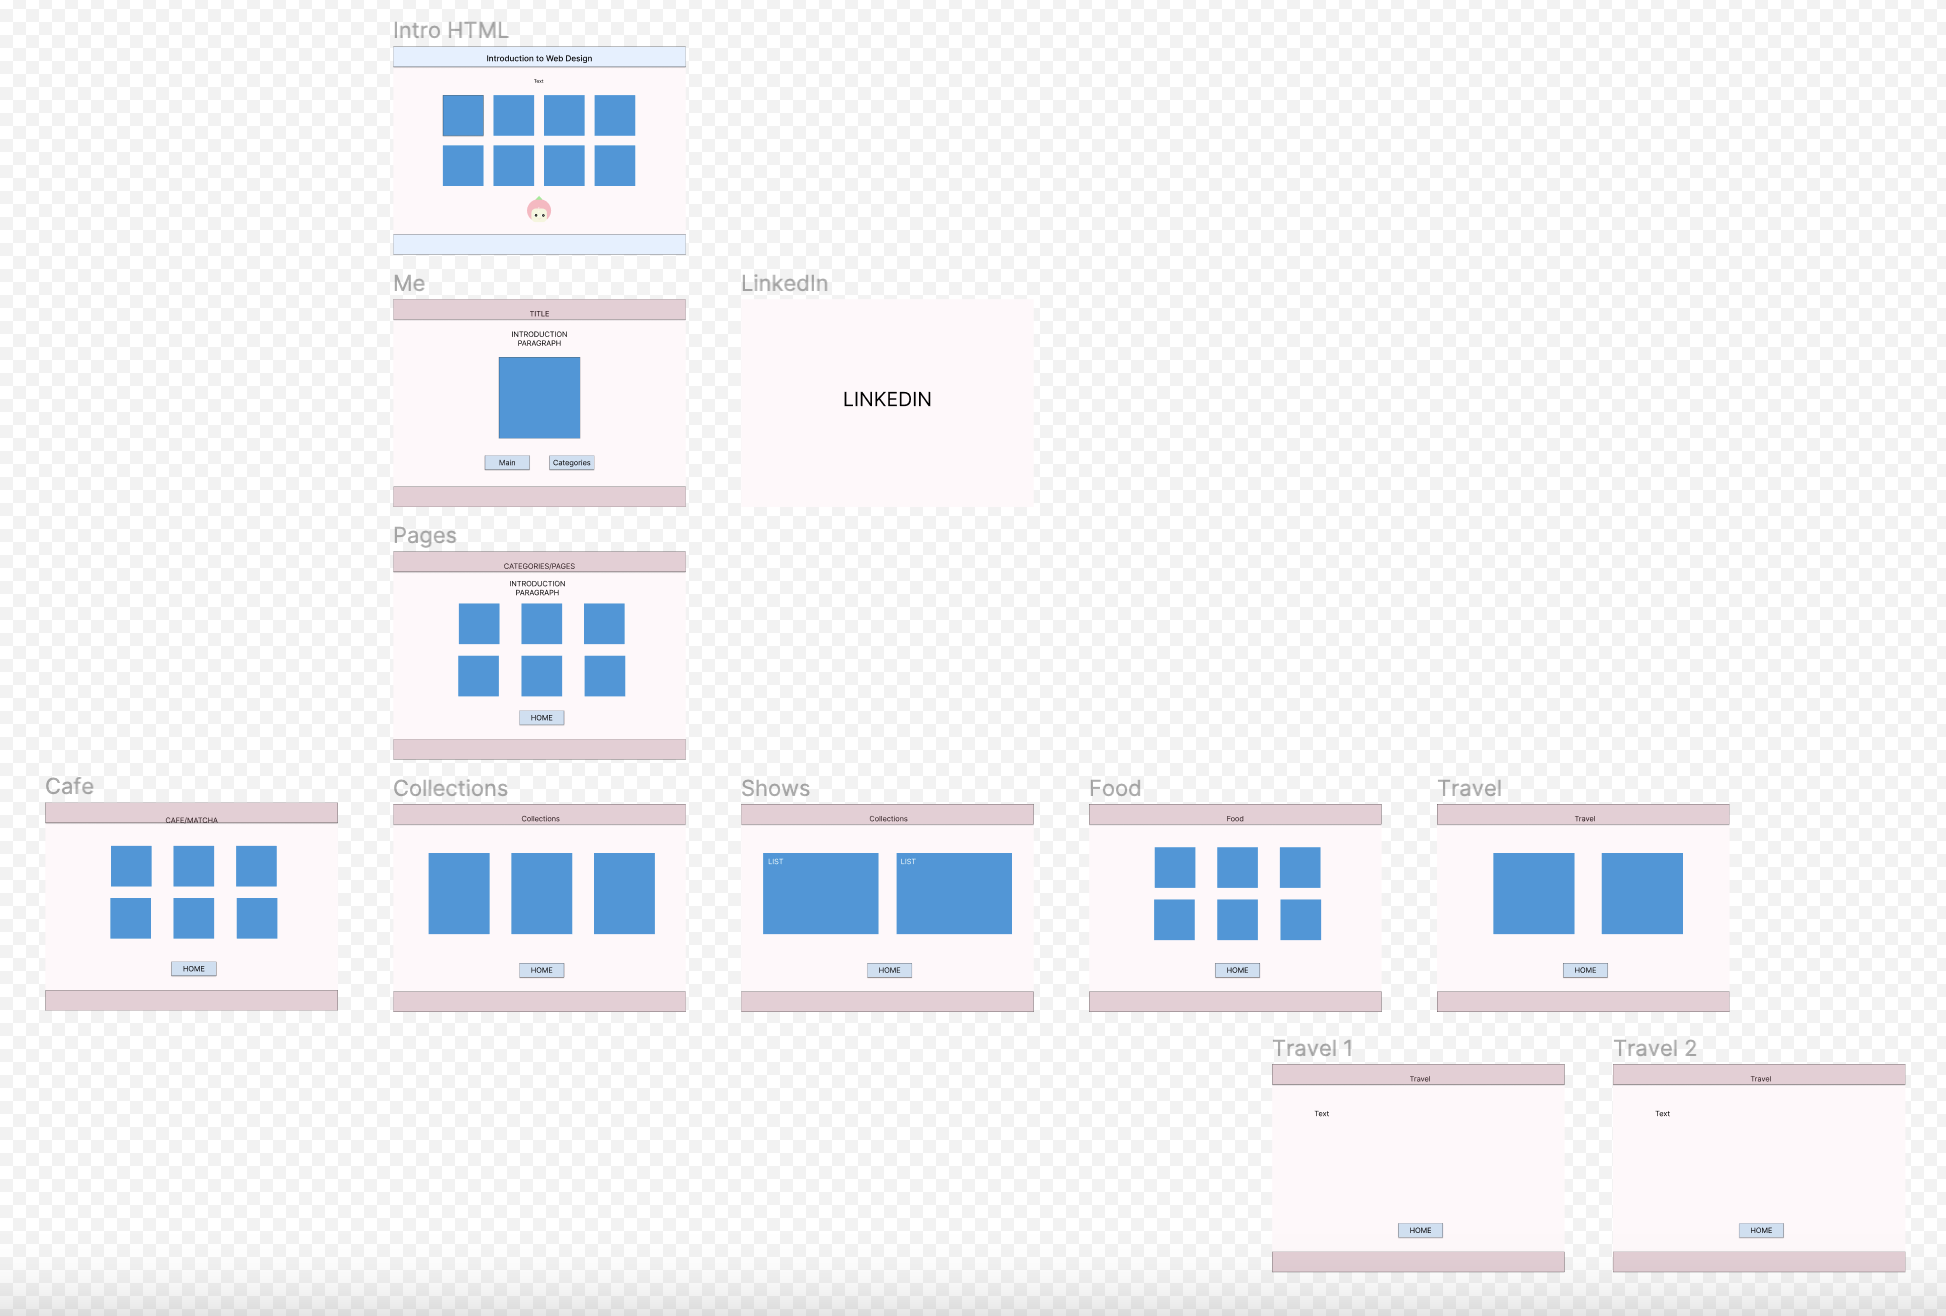 Intro HTML
Introduction to Web Design
Text
Me
TITLE
INTRODUCTION
PARAGRAPH
Main
Categories
LinkedIn
LINKEDIN
Pages
CATEGORIES/PAGES
INTRODUCTION
PARAGRAPH
HOME
Cafe
CAFE/MATCHA
HOME
Collections
Collections
HOME
Shows
Collections
LIST
LIST
HOME
Food
Food
HOME
Travel
Travel
HOME
Travel 1
Travel
Text
HOME
Travel 2
Travel
Text
HOME